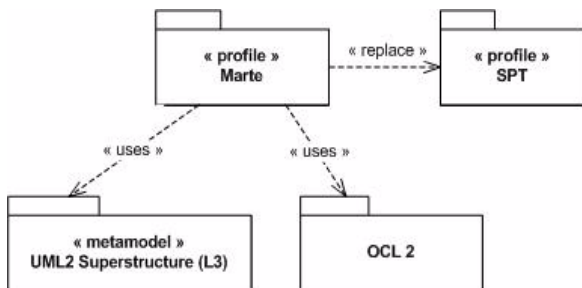 « profile »
Marte
« replace »
« profile »
SPT
« uses »
« uses »
« metamodel »
UML2 Superstructure (L3)
OCL 2